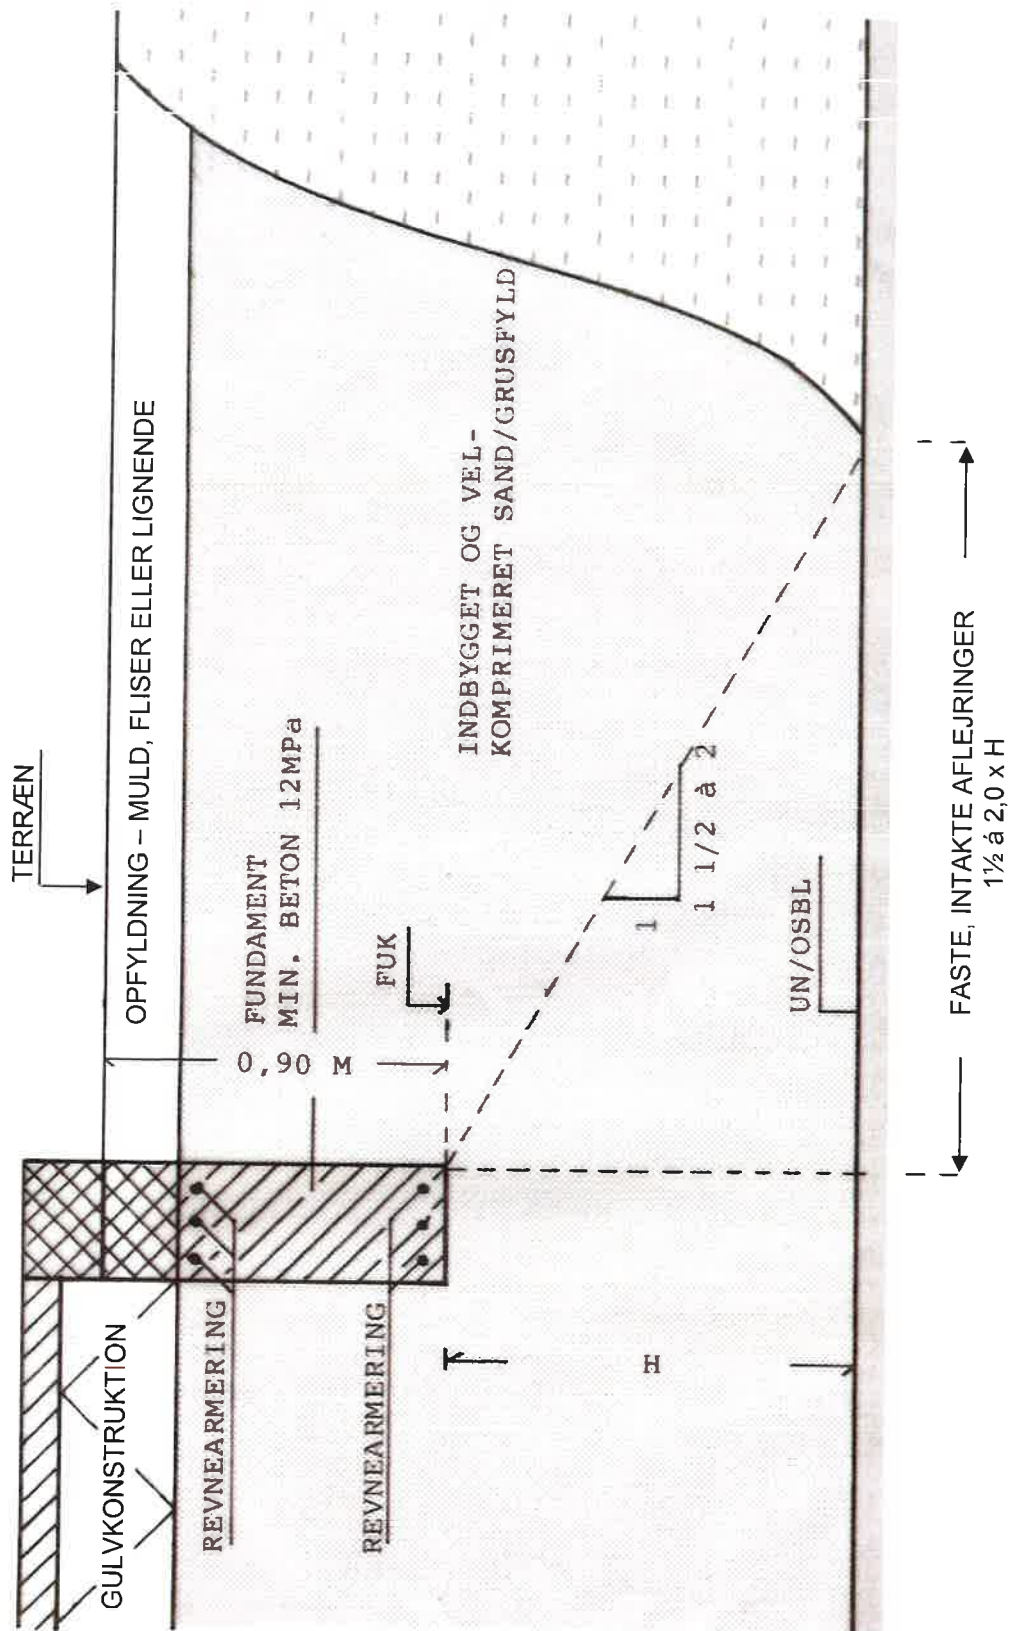 TERRÆN
OPFYLDNING – MULD, FLISER ELLER LIGNENDE
GULVKONSTRUKTION
FUNDAMENT
MIN. BETON 12MPa
0,90 M
REVNEARMERING
FUK
REVNEARMERING
INDBYGGET OG VEL-
KOMPRIMERET SAND/GRUSFYLD
H
1
1 1/2 à 2
UN/OSBL
FASTE, INTAKTE AFLEJRINGER
1½ á 2,0 x H